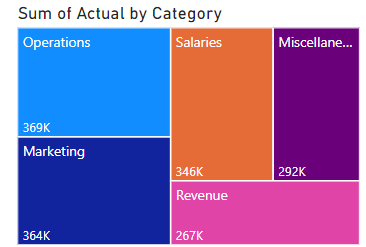 Sum of Actual by Category
Operations
369K
Marketing
364K
Salaries
346K
Miscellane...
292K
Revenue
267K